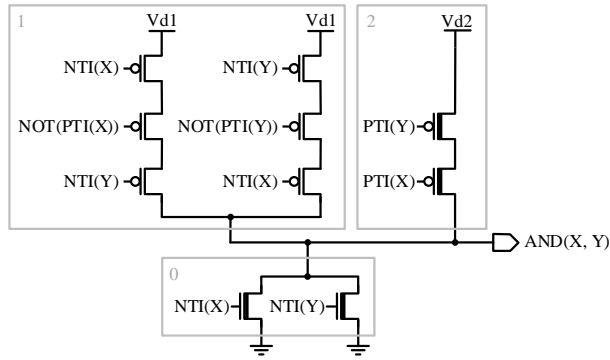 1
Vd1
Vd1
2
Vd2
NTI(X)
NTI(Y)
NOT(PTI(X))
NOT(PTI(Y))
PTI(Y)
NTI(Y)
NTI(X)
PTI(X)
AND(X, Y)
0
NTI(X)
NTI(Y)